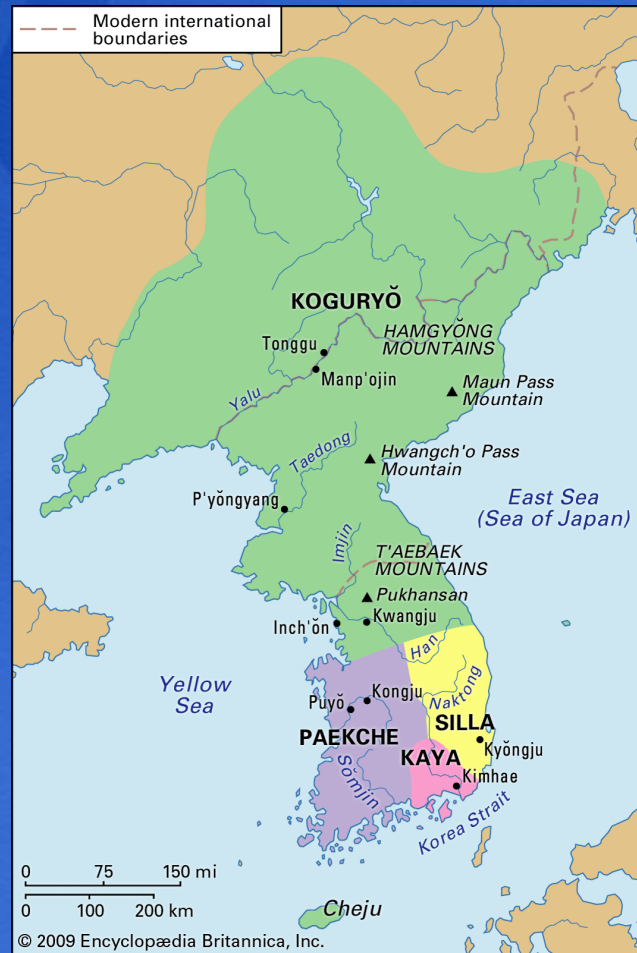 Modern international
boundaries
KOGURYŎ
HAMGYŎNG
MOUNTAINS
Tonggu
Manp'ojin
Maun Pass
Mountain
Yalu
Taedong
Hwangch'o Pass
Mountain
P'yŏngyang
East Sea
(Sea of Japan)
Imjin
T'AEBAEK
MOUNTAINS
Pukhansan
Kwangju
Inch'ŏn
Han
Yellow
Sea
Kongju
Puyŏ
Naktong
SILLA
PAEKCHE
KAYA
Kyŏngju
Kimhae
Sŏmjin
Korea Strait
0 75 150 mi
0 100 200 km
Cheju
© 2009 Encyclopædia Britannica, Inc.